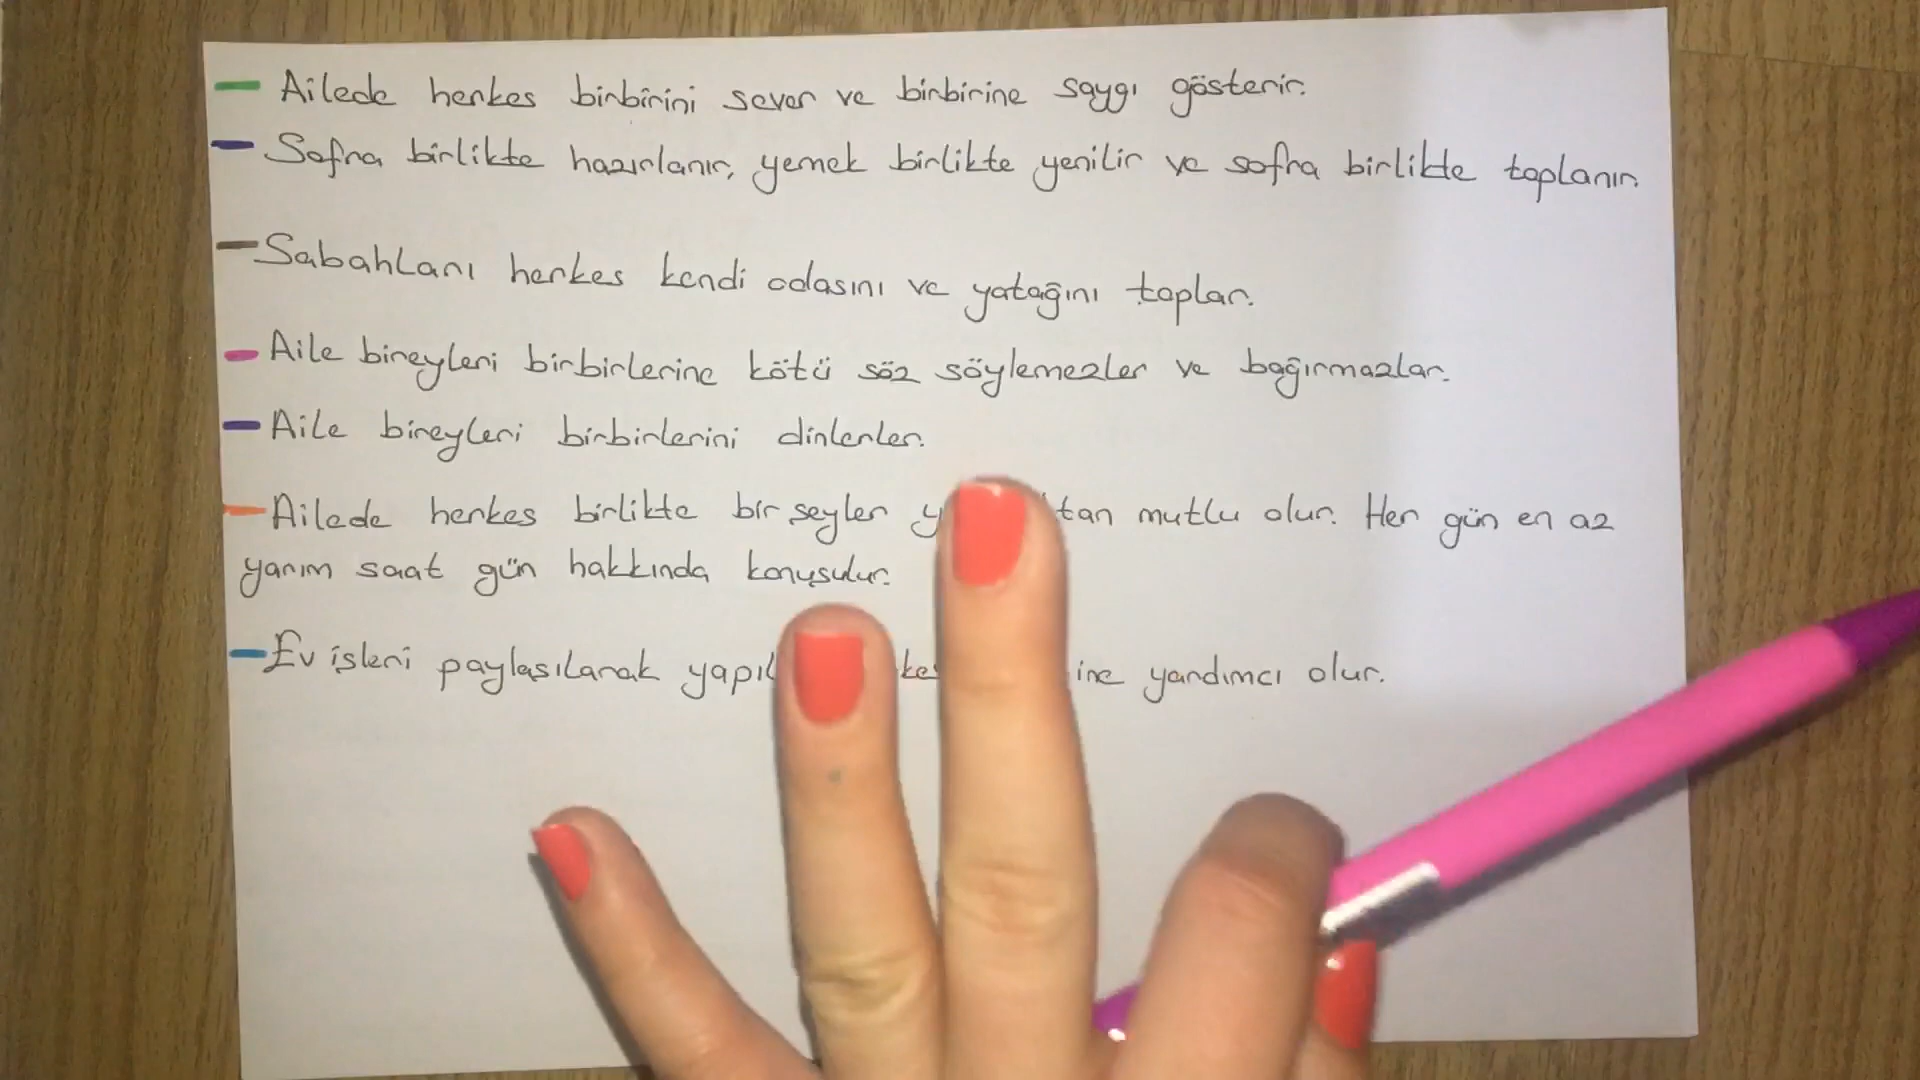 Ailede herkes birbirini sever ve birbirine saygı gösterir.
Sofra birlikte hazırlanır, yemek birlikte yenilir ve sofra birlikte toplanır.
Sabahları herkes kendi odasını ve yatağını toplar.
Aile bireyleri birbirlerine kötü söz söylemezler ve bağırmazlar.
Aile bireyleri birbirlerini dinlerler.
Ailede herkes birlikte bir şeyler mutlu olur. Her gün en az
yarım saat gün hakkında konuşulur.
Ev işleri paylaşılarak yardımcı olur.